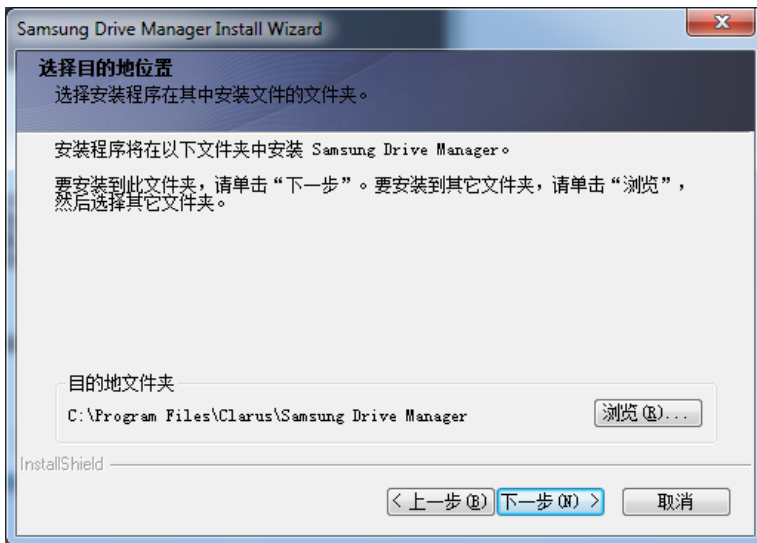 Samsung Drive Manager Install Wizard
选择目的地位置
选择安装程序在其中安装文件的文件夹。
安装程序将在以下文件夹中安装 Samsung Drive Manager。
要安装到此文件夹，请单击“下一步”。要安装到其它文件夹，请单击“浏览”，
然后选择其它文件夹。
目的地文件夹
C:\Program Files\Clarus\Samsung Drive Manager
浏览(R)...
InstallShield
< 上一步(B)
下一步(N) >
取消